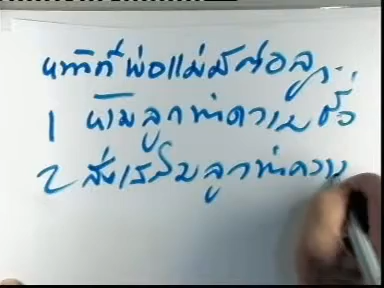 หน้าที่พ่อแม่มีต่อลูก
1 ห้ามลูกทำความชั่ว
2 ส่งเสริมลูกทำความ